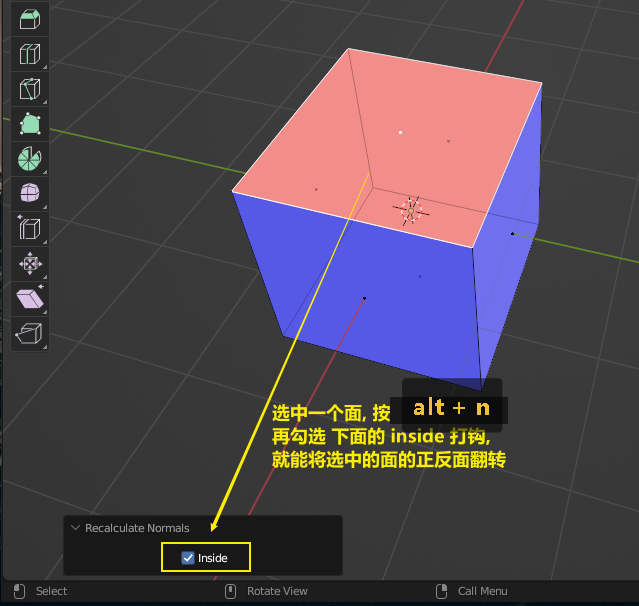 选中一个面, 按 alt + n
再勾选 下面的 inside 打钩,
就能将选中的面的正反面翻转
Recalculate Normals
Inside
Select
Rotate View
Call Menu